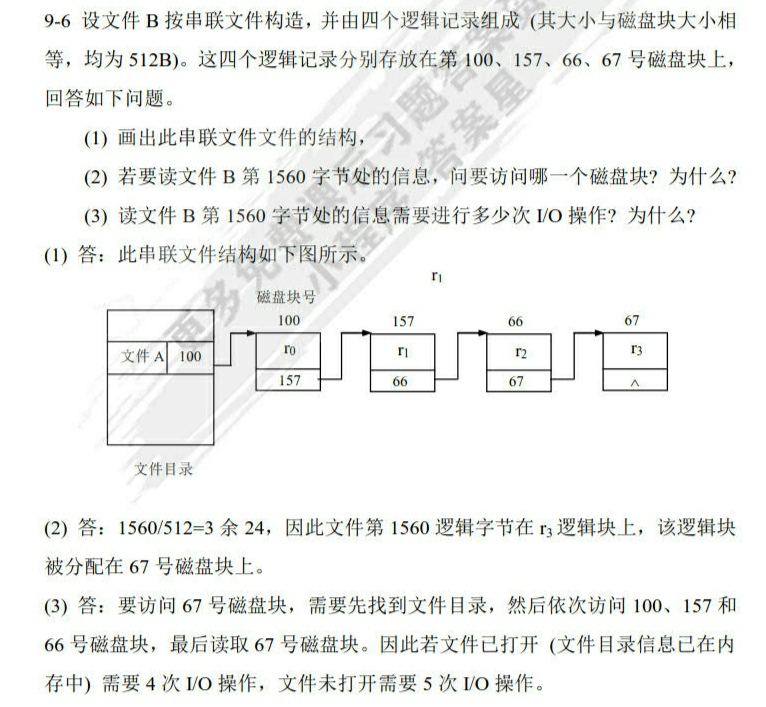 9-6 设文件 B 按串联文件构造，并由四个逻辑记录组成 (其大小与磁盘块大小相
等，均为 512B)。这四个逻辑记录分别存放在第 100、157、66、67 号磁盘块上，
回答如下问题。
(1) 画出此串联文件文件的结构，
(2) 若要读文件 B 第 1560 字节处的信息，问要访问哪一个磁盘块？为什么？
(3) 读文件 B 第 1560 字节处的信息需要进行多少次 I/O 操作？为什么？
(1) 答：此串联文件结构如下图所示。
r1
磁盘块号
100 157 66 67
文件 A 100 r0 r1 r2 r3
157 66 67 ∧
文件目录
(2) 答：1560/512=3 余 24，因此文件第 1560 逻辑字节在 r3 逻辑块上，该逻辑块
被分配在 67 号磁盘块上。
(3) 答：要访问 67 号磁盘块，需要先找到文件目录，然后依次访问 100、157 和
66 号磁盘块，最后读取 67 号磁盘块。因此若文件已打开 (文件目录信息已在内
存中) 需要 4 次 I/O 操作，文件未打开需要 5 次 I/O 操作。